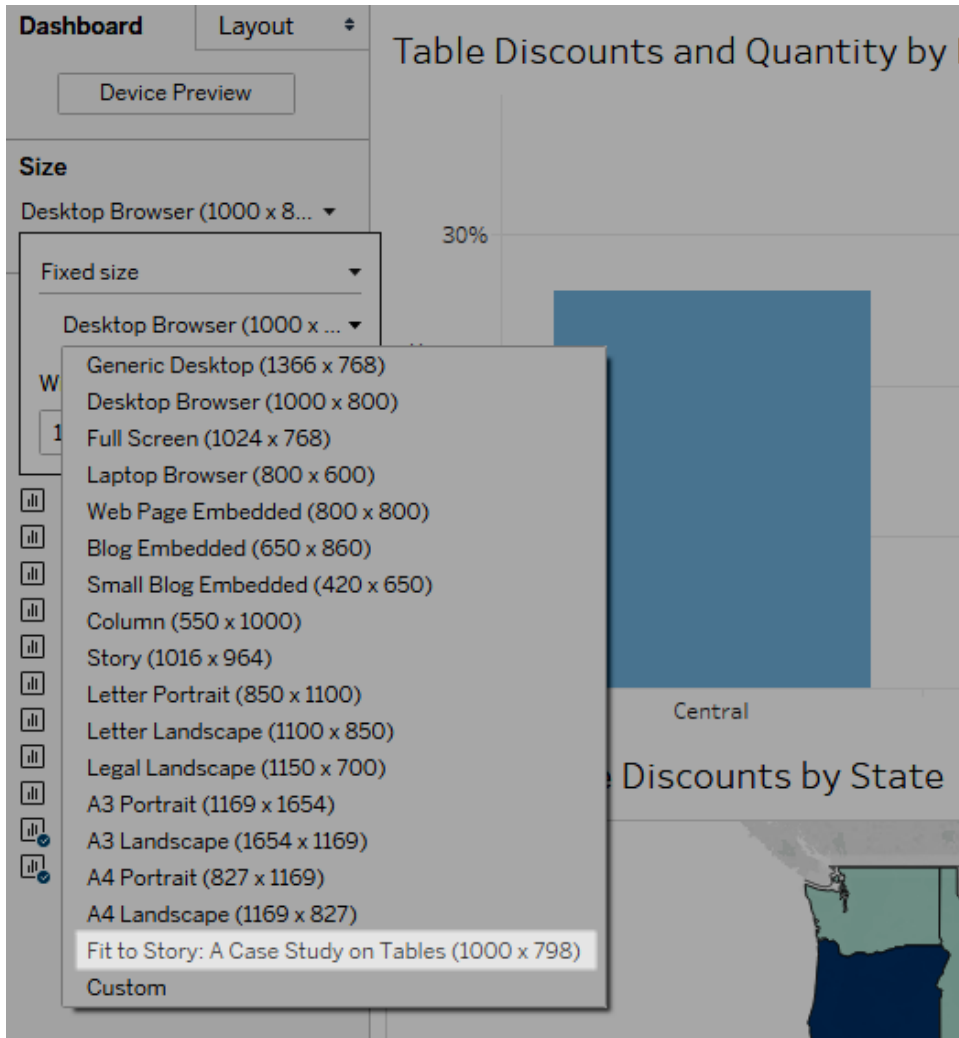 Dashboard
Layout
Device Preview
Table Discounts and Quantity by
Size
Desktop Browser (1000 x 8...
Fixed size
Desktop Browser (1000 x ...
30%
Generic Desktop (1366 x 768)
Desktop Browser (1000 x 800)
Full Screen (1024 x 768)
Laptop Browser (800 x 600)
Web Page Embedded (800 x 800)
Blog Embedded (650 x 860)
Small Blog Embedded (420 x 650)
Column (550 x 1000)
Story (1016 x 964)
Letter Portrait (850 x 1100)
Letter Landscape (1100 x 850)
Legal Landscape (1150 x 700)
A3 Portrait (1169 x 1654)
A3 Landscape (1654 x 1169)
A4 Portrait (827 x 1169)
A4 Landscape (1169 x 827)
Fit to Story: A Case Study on Tables (1000 x 798)
Custom
Central
Discounts by State